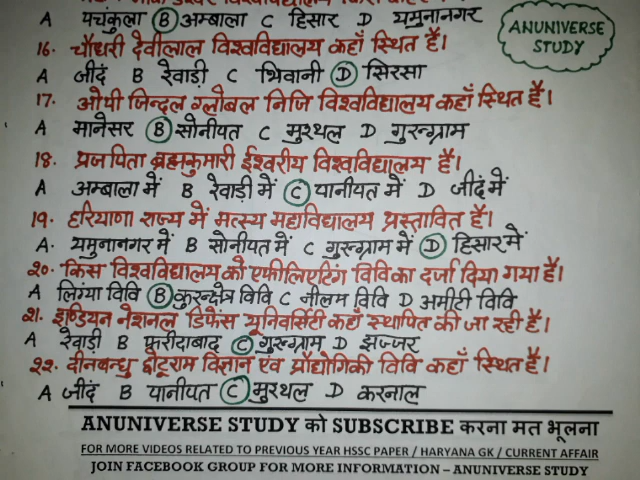 A पचंकुला B अम्बाला C हिसार D यमुनानगर
ANUNIVERSE
STUDY
16. चौधरी देवीलाल विश्वविद्यालय कहाँ स्थित है।
A जीदं B रेवाड़ी C भिवानी D सिरसा
17. ओपी जिन्दल ग्लोबल निजि विश्वविद्यालय कहाँ स्थित है।
A मानेसर B सोनीपत C मुरथल D गुरुग्राम
18. प्रजापिता ब्रह्मकुमारी ईश्वरीय विश्वविद्यालय है।
A अम्बाला में B रेवाड़ी में C पानीपत में D जीदं में
19. हरियाणा राज्य में मत्स्य महाविद्यालय प्रस्तावित है।
A. यमुनानगर में B सोनीपत में C गुरुग्राम में D हिसार में
20. किस विश्वविद्यालय को एफीलिएटिंग विवि का दर्जा दिया गया है।
A लिंग्या विवि B कुरुक्षेत्र विवि C नीलम विवि D अमीटी विवि
21. इण्डियन नेशनल डिफेंस यूनिवर्सिटी कहाँ स्थापित की जा रही है।
A रेवाड़ी B फरीदाबाद C गुरुग्राम D झज्जर
22. दीनबन्धु छोटूराम विज्ञान एवं प्रौद्योगिकी विवि कहाँ स्थित है।
A जीदं B पानीपत C मुरथल D करनाल
ANUNIVERSE STUDY को SUBSCRIBE करना मत भूलना
FOR MORE VIDEOS RELATED TO PREVIOUS YEAR HSSC PAPER / HARYANA GK / CURRENT AFFAIR
JOIN FACEBOOK GROUP FOR MORE INFORMATION – ANUNIVERSE STUDY